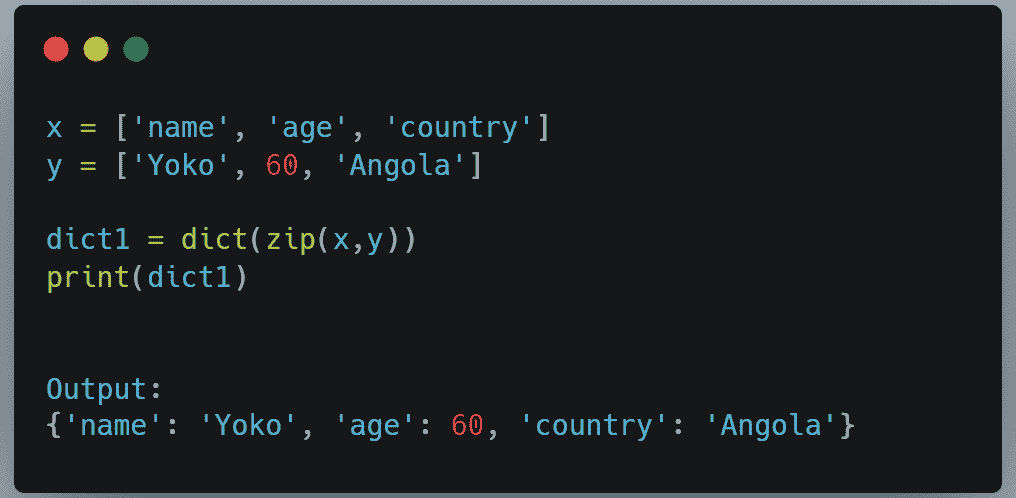 x = ['name', 'age', 'country']
y = ['Yoko', 60, 'Angola']
dict1 = dict(zip(x,y))
print(dict1)
Output:
{'name': 'Yoko', 'age': 60, 'country': 'Angola'}